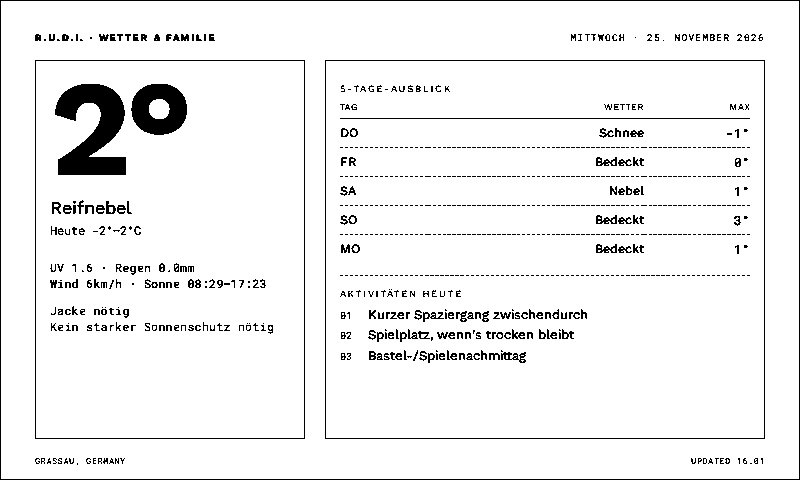 R.U.D.I. · WETTER & FAMILIE
MITTWOCH · 25. NOVEMBER 2026
2°
Reifnebel
Heute -2°–2°C
UV 1.6 · Regen 0.0mm
Wind 6km/h · Sonne 08:29–17:23
Jacke nötig
Kein starker Sonnenschutz nötig
5-TAGE-AUSBLICK
TAG WETTER MAX
DO Schnee -1°
FR Bedeckt 0°
SA Nebel 1°
SO Bedeckt 3°
MO Bedeckt 1°
AKTIVITÄTEN HEUTE
01 Kurzer Spaziergang zwischendurch
02 Spielplatz, wenn's trocken bleibt
03 Bastel-/Spielenachmittag
GRASSAU, GERMANY
UPDATED 16.01